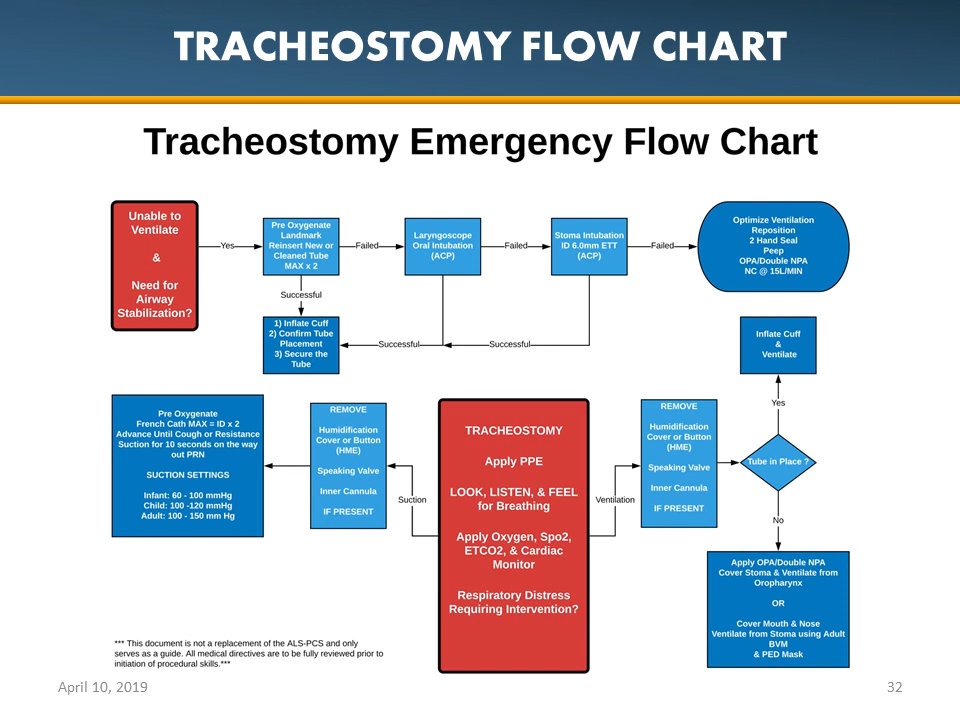 TRACHEOSTOMY FLOW CHART
Tracheostomy Emergency Flow Chart
Unable to
Ventilate
&
Need for
Airway
Stabilization?
Yes
Pre Oxygenate
Landmark
Reinsert New or
Cleaned Tube
MAX x 2
Failed
Laryngoscope
Oral Intubation
(ACP)
Failed
Stoma Intubation
ID 6.0mm ETT
(ACP)
Failed
Optimize Ventilation
Reposition
2 Hand Seal
Peep
OPA/Double NPA
NC @ 15L/MIN
Successful
1) Inflate Cuff
2) Confirm Tube
Placement
3) Secure the
Tube
Successful
Successful
Inflate Cuff
&
Ventilate
Yes
Pre Oxygenate
French Cath MAX = ID x 2
Advance Until Cough or Resistance
Suction for 10 seconds on the way
out PRN
SUCTION SETTINGS
Infant: 60 - 100 mmHg
Child: 100 -120 mmHg
Adult: 100 - 150 mm Hg
REMOVE
Humidification
Cover or Button
(HME)
Speaking Valve
Inner Cannula
IF PRESENT
Suction
TRACHEOSTOMY
Apply PPE
LOOK, LISTEN, & FEEL
for Breathing
Apply Oxygen, Spo2,
ETCO2, & Cardiac
Monitor
Respiratory Distress
Requiring Intervention?
Ventilation
REMOVE
Humidification
Cover or Button
(HME)
Speaking Valve
Inner Cannula
IF PRESENT
Tube in Place ?
No
Apply OPA/Double NPA
Cover Stoma & Ventilate from
Oropharynx
OR
Cover Mouth & Nose
Ventilate from Stoma using Adult
BVM
& PED Mask
*** This document is not a replacement of the ALS-PCS and only
serves as a guide. All medical directives are to be fully reviewed prior to
initiation of procedural skills.***
April 10, 2019
32